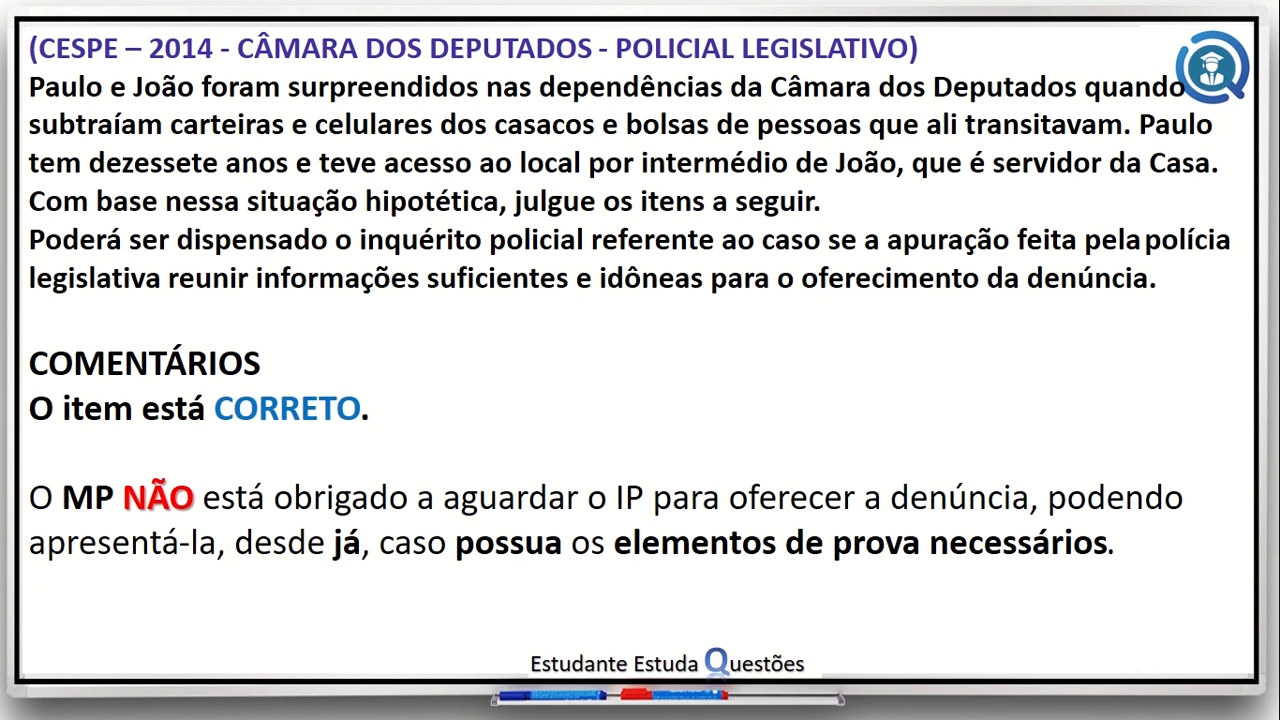 (CESPE – 2014 - CÂMARA DOS DEPUTADOS - POLICIAL LEGISLATIVO)
Paulo e João foram surpreendidos nas dependências da Câmara dos Deputados quando
subtraíam carteiras e celulares dos casacos e bolsas de pessoas que ali transitavam. Paulo
tem dezessete anos e teve acesso ao local por intermédio de João, que é servidor da Casa.
Com base nessa situação hipotética, julgue os itens a seguir.
Poderá ser dispensado o inquérito policial referente ao caso se a apuração feita pela polícia
legislativa reunir informações suficientes e idôneas para o oferecimento da denúncia.
COMENTÁRIOS
O item está CORRETO.
O MP NÃO está obrigado a aguardar o IP para oferecer a denúncia, podendo
apresentá-la, desde já, caso possua os elementos de prova necessários.
Estudante Estuda Questões